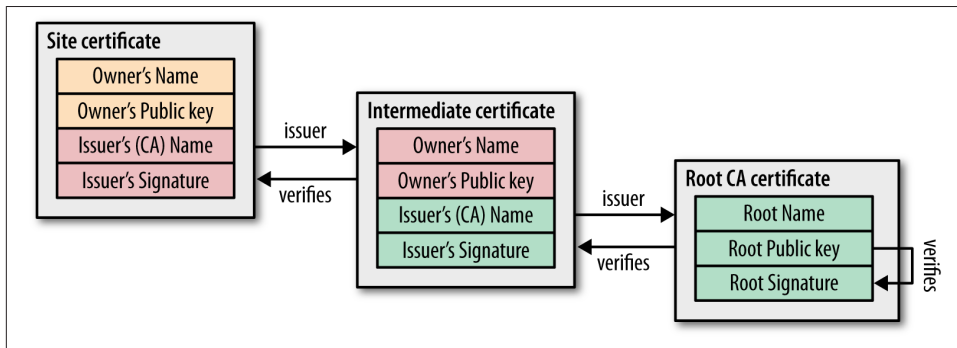 Site certificate
Owner’s Name
Owner’s Public key
Issuer’s (CA) Name
Issuer’s Signature
issuer
verifies
Intermediate certificate
Owner’s Name
Owner’s Public key
Issuer’s (CA) Name
Issuer’s Signature
issuer
verifies
Root CA certificate
Root Name
Root Public key
Root Signature
verifies